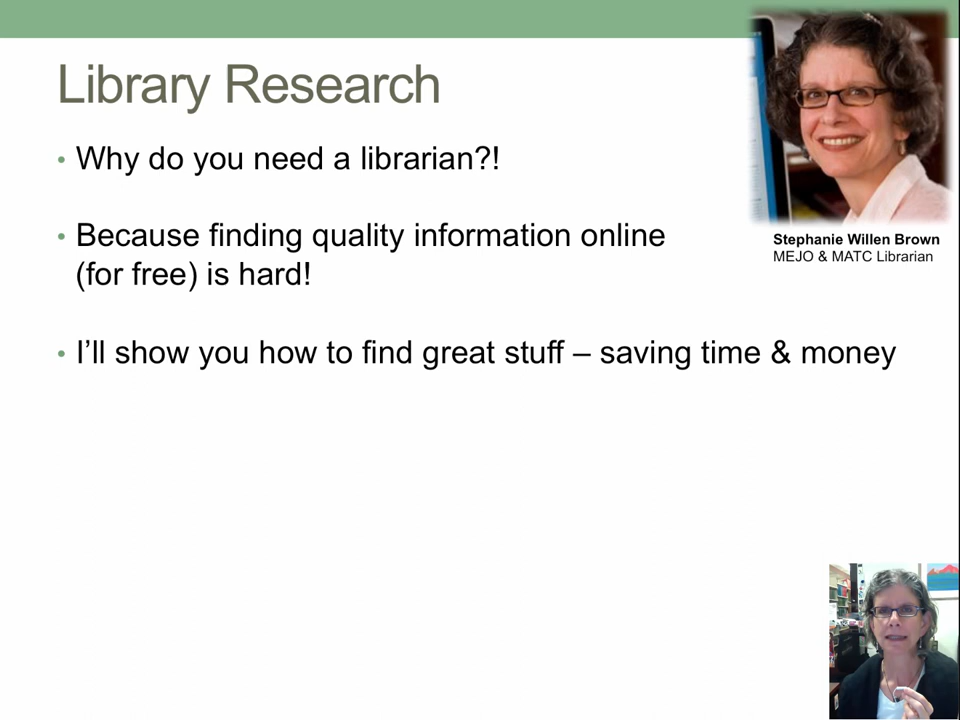 Library Research
• Why do you need a librarian?!
• Because finding quality information online
(for free) is hard!
• I’ll show you how to find great stuff – saving time & money
Stephanie Willen Brown
MEJO & MATC Librarian